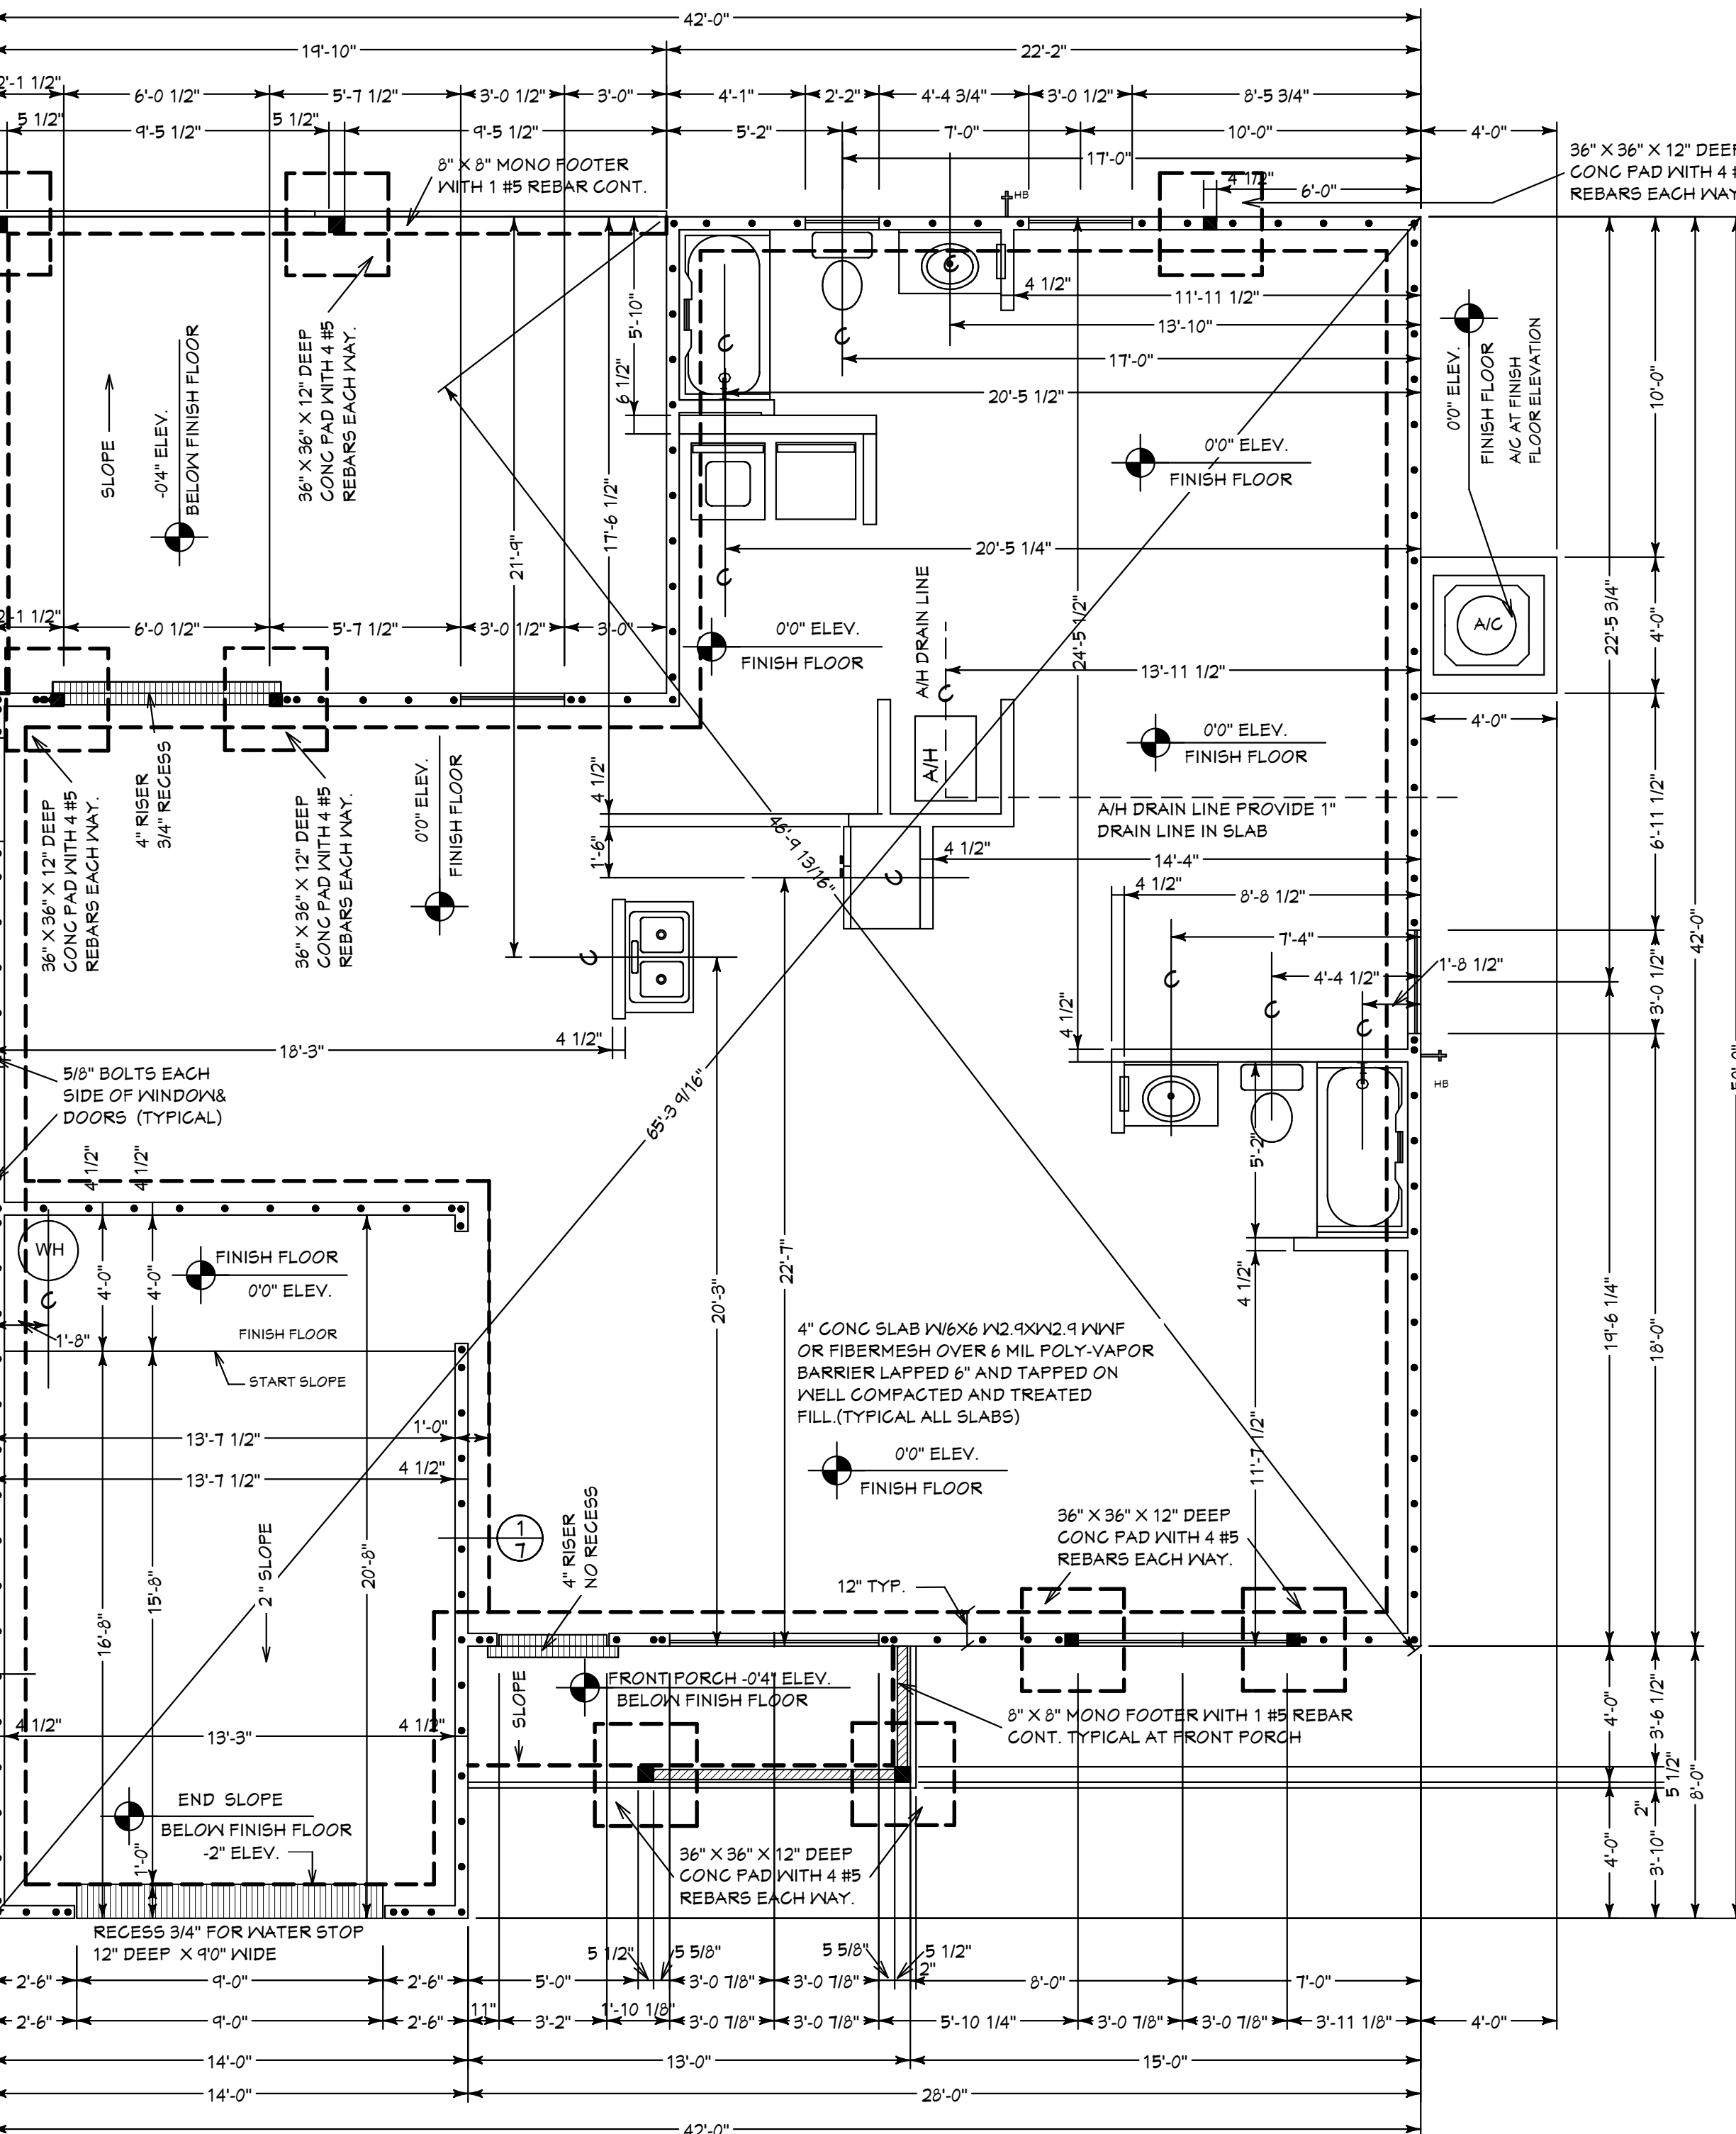 42'-0"
19'-10"
22'-2"
2'-1 1/2"
6'-0 1/2"
5'-7 1/2"
3'-0 1/2"
3'-0"
4'-1"
2'-2"
4'-4 3/4"
3'-0 1/2"
8'-5 3/4"
5 1/2"
9'-5 1/2"
5 1/2"
9'-5 1/2"
5'-2"
7'-0"
10'-0"
4'-0"
17'-0"
8" X 8" MONO FOOTER
WITH 1 #5 REBAR CONT.
HB
4 1/2"
6'-0"
36" X 36" X 12" DEEP
CONC PAD WITH 4 #
REBARS EACH WAY
4 1/2"
11'-11 1/2"
13'-10"
17'-0"
20'-5 1/2"
5'-10"
6 1/2"
SLOPE
-0'4" ELEV.
BELOW FINISH FLOOR
36" X 36" X 12" DEEP
CONC PAD WITH 4 #5
REBARS EACH WAY.
21'-9"
17'-6 1/2"
0'0" ELEV.
FINISH FLOOR
0'0" ELEV.
FINISH FLOOR
A/C AT FINISH
FLOOR ELEVATION
10'-0"
20'-5 1/4"
24'-5 1/2"
22'-5 3/4"
4'-0"
A/C
2'-1 1/2"
6'-0 1/2"
5'-7 1/2"
3'-0 1/2"
3'-0"
0'0" ELEV.
FINISH FLOOR
A/H DRAIN LINE
13'-11 1/2"
4'-0"
A/H
0'0" ELEV.
FINISH FLOOR
36" X 36" X 12" DEEP
CONC PAD WITH 4 #5
REBARS EACH WAY.
4" RISER
3/4" RECESS
36" X 36" X 12" DEEP
CONC PAD WITH 4 #5
REBARS EACH WAY.
0'0" ELEV.
FINISH FLOOR
4 1/2"
1'-6"
46'-9 13/16"
A/H DRAIN LINE PROVIDE 1"
DRAIN LINE IN SLAB
6'-11 1/2"
4 1/2"
14'-4"
4 1/2"
8'-8 1/2"
7'-4"
4'-4 1/2"
1'-8 1/2"
3'-0 1/2"
42'-0"
4 1/2"
18'-3"
4 1/2"
HB
5/8" BOLTS EACH
SIDE OF WINDOW&
DOORS (TYPICAL)
65'-3 9/16"
5'-2"
4 1/2"
4 1/2"
4 1/2"
WH
FINISH FLOOR
0'0" ELEV.
4'-0"
4'-0"
1'-8"
FINISH FLOOR
START SLOPE
20'-3"
22'-7"
19'-6 1/4"
18'-0"
4" CONC SLAB W/6X6 W2.9XW2.9 WWF
OR FIBERMESH OVER 6 MIL POLY-VAPOR
BARRIER LAPPED 6" AND TAPPED ON
WELL COMPACTED AND TREATED
FILL.(TYPICAL ALL SLABS)
13'-7 1/2"
1'-0"
13'-7 1/2"
4 1/2"
0'0" ELEV.
FINISH FLOOR
11'-7 1/2"
1
7
4" RISER
NO RECESS
36" X 36" X 12" DEEP
CONC PAD WITH 4 #5
REBARS EACH WAY.
16'-8"
15'-8"
2" SLOPE
20'-8"
12" TYP.
SLOPE
FRONT PORCH -0'4" ELEV.
BELOW FINISH FLOOR
8" X 8" MONO FOOTER WITH 1 #5 REBAR
CONT. TYPICAL AT FRONT PORCH
4'-0"
3'-6 1/2"
5 1/2"
8'-0"
4 1/2"
13'-3"
4 1/2"
END SLOPE
BELOW FINISH FLOOR
-2" ELEV.
1'-0"
36" X 36" X 12" DEEP
CONC PAD WITH 4 #5
REBARS EACH WAY.
4'-0"
2"
3'-10"
RECESS 3/4" FOR WATER STOP
12" DEEP X 9'0" WIDE
5 1/2"
5 5/8"
5 5/8"
5 1/2"
2"
2'-6"
9'-0"
2'-6"
5'-0"
3'-0 7/8"
3'-0 7/8"
8'-0"
7'-0"
2'-6"
9'-0"
2'-6"
11"
3'-2"
1'-10 1/8"
3'-0 7/8"
3'-0 7/8"
5'-10 1/4"
3'-0 7/8"
3'-0 7/8"
3'-11 1/8"
4'-0"
14'-0"
13'-0"
15'-0"
14'-0"
28'-0"
42'-0"